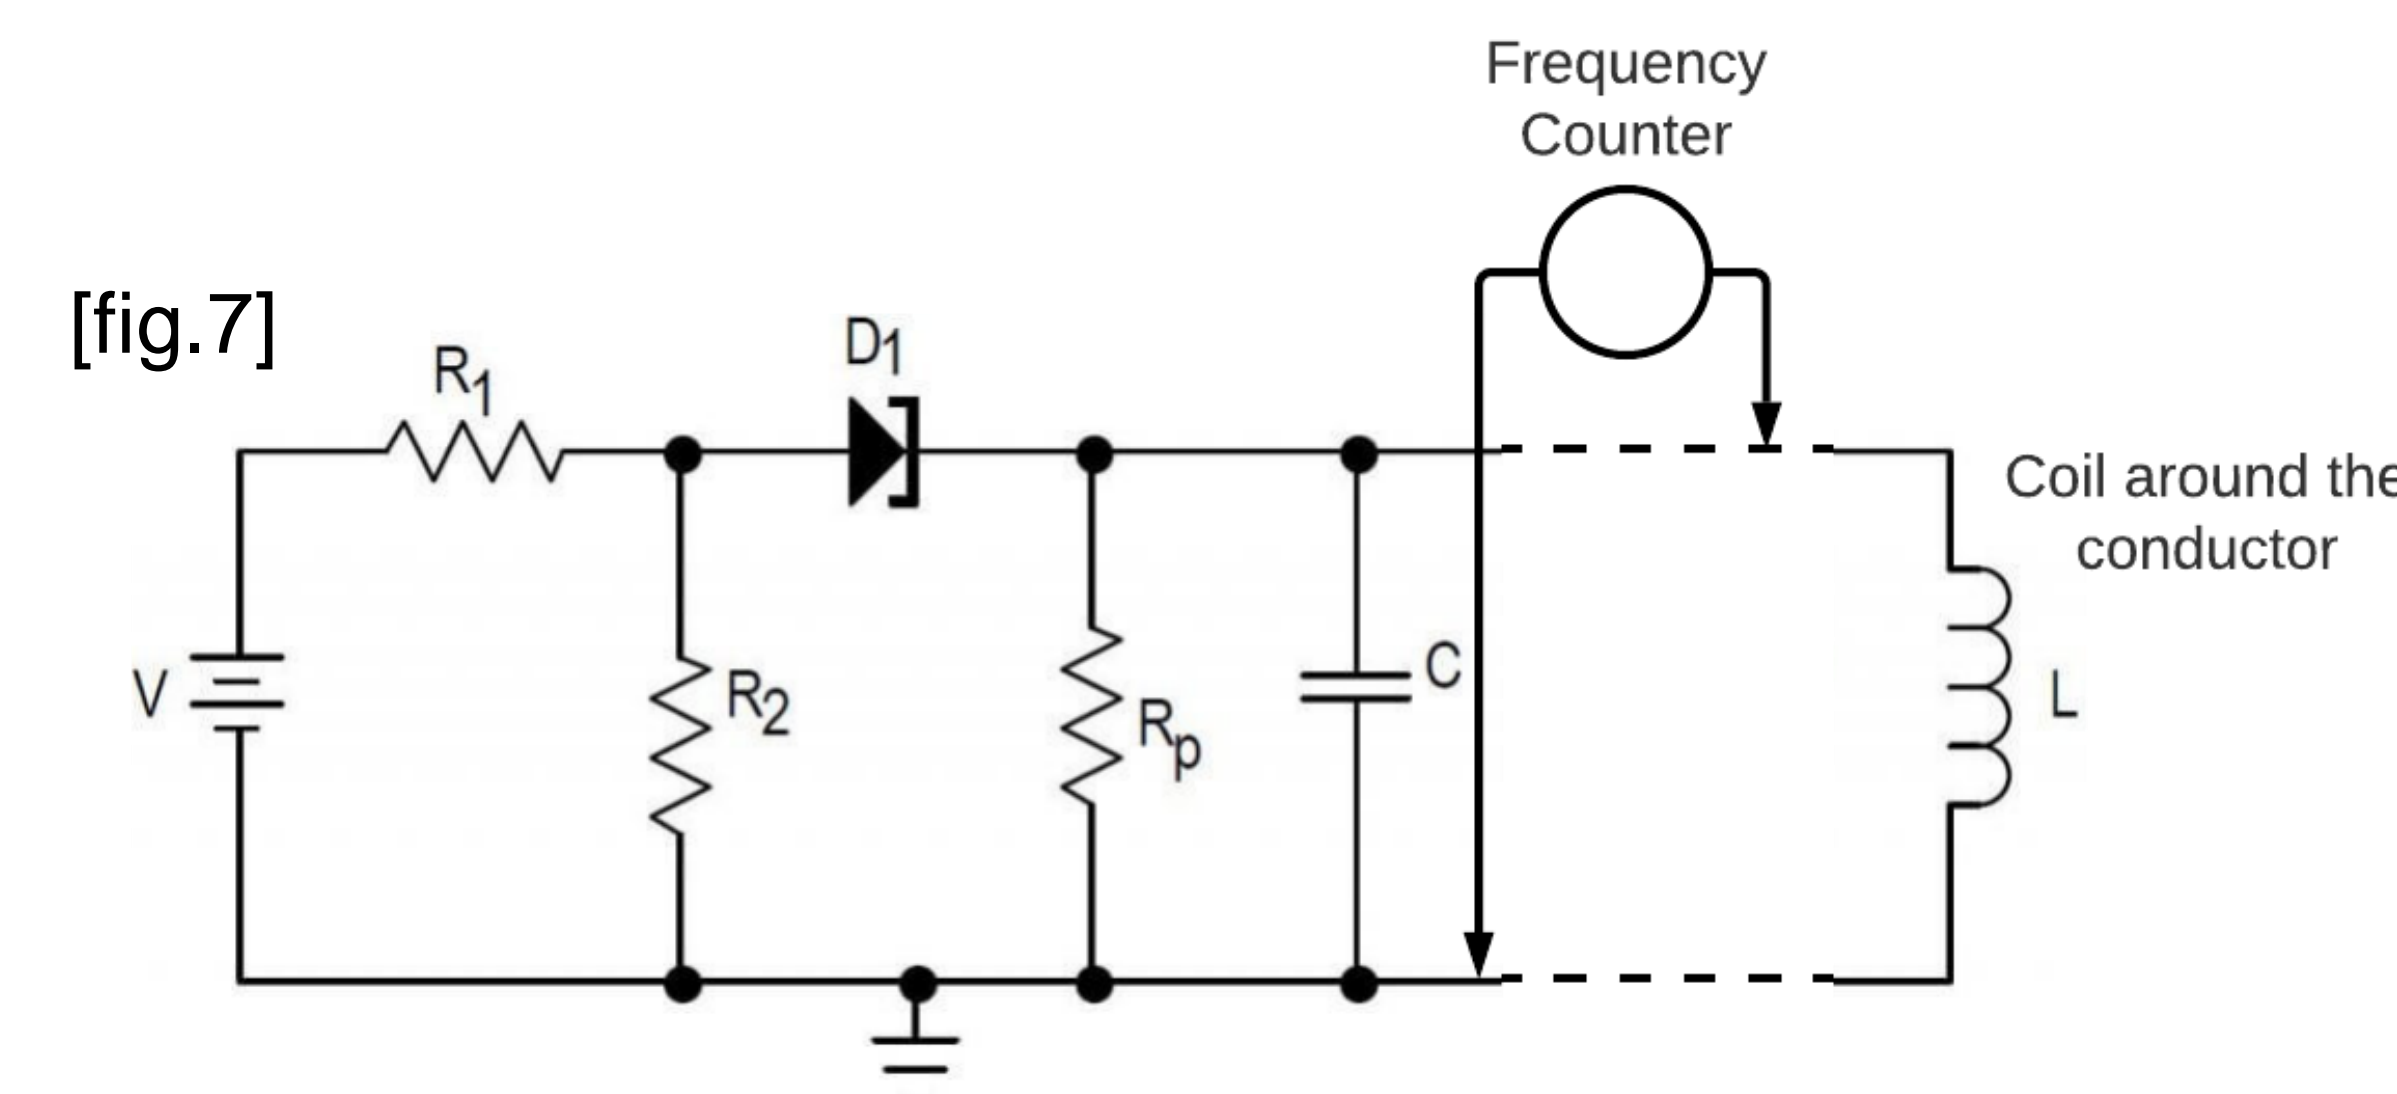 Frequency
Counter
[fig.7]
R1
D1
Coil around the
conductor
V
R2
Rp
C
L